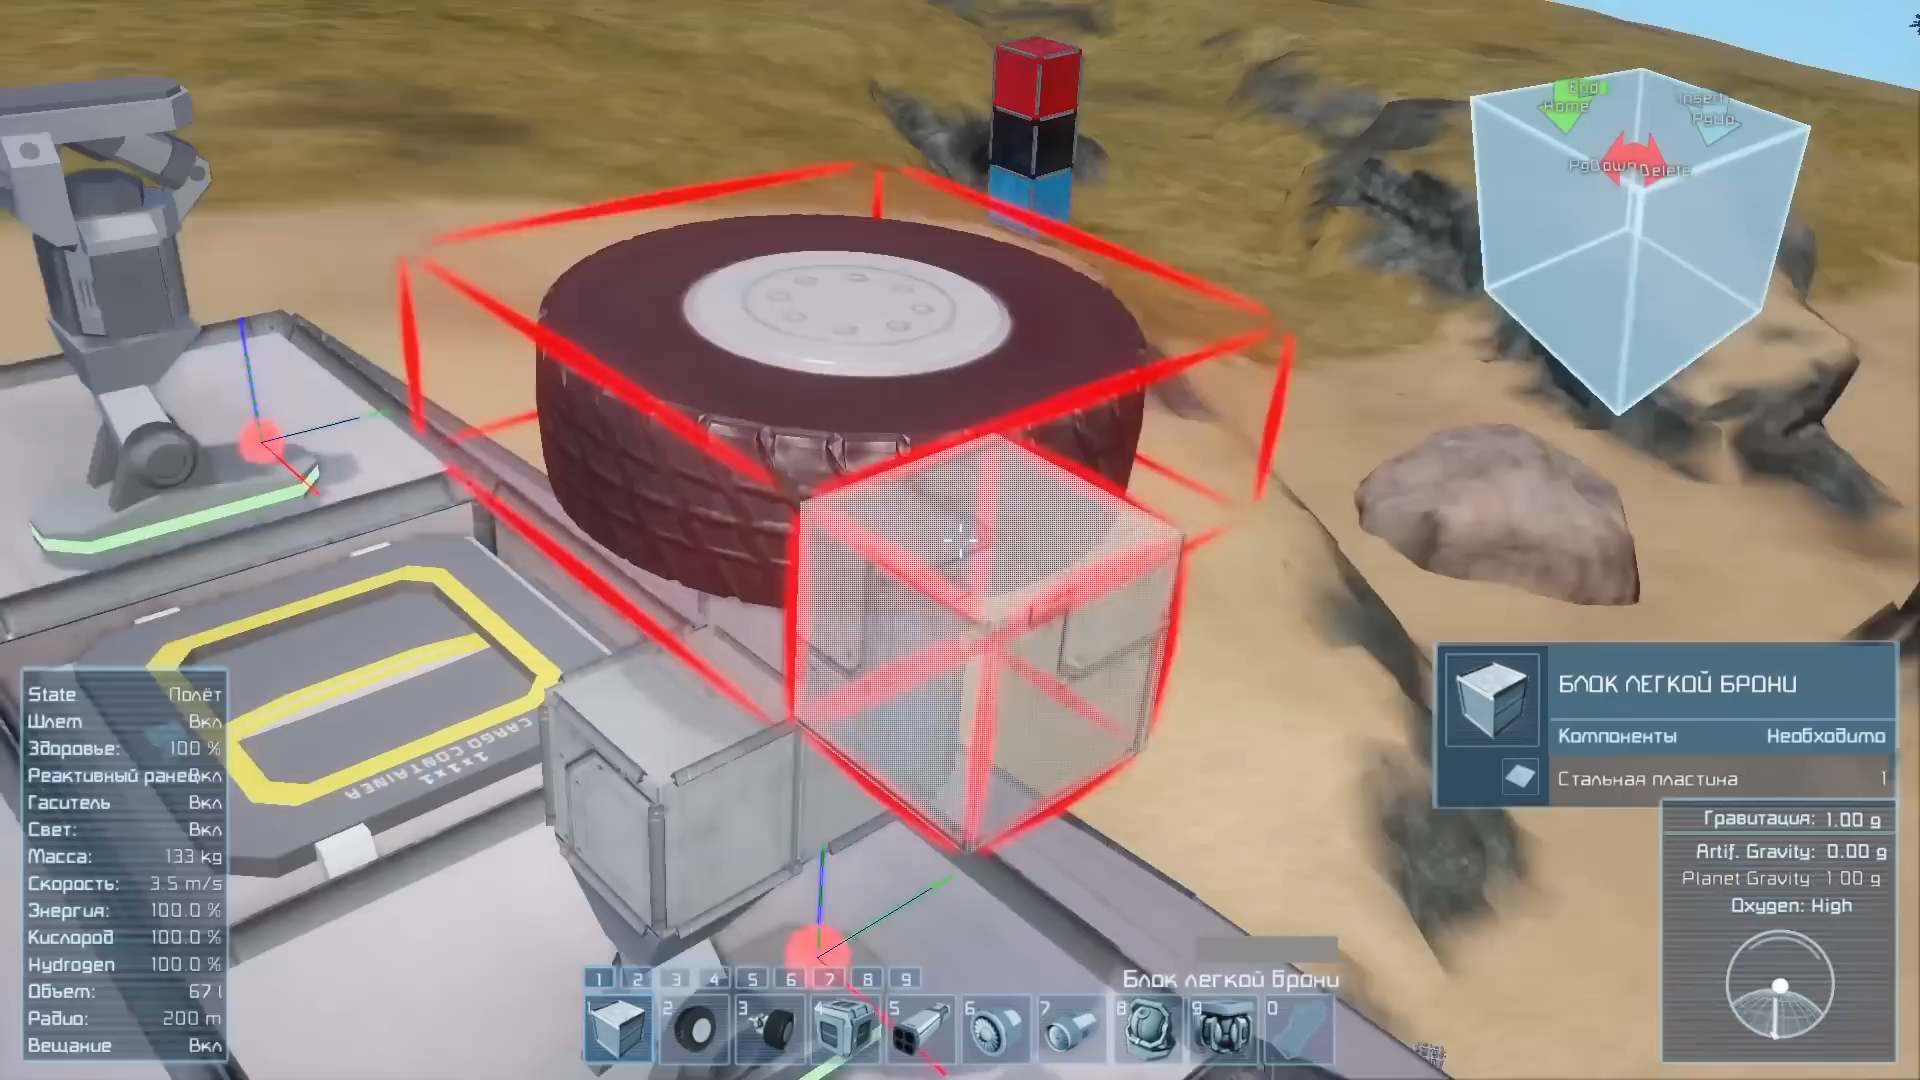 End
Home
Insert
PgUp
PgDown
Delete
CARGO CONTAINER
1x1x1
State Полёт
Шлем Вкл
Здоровье: 100 %
Реактивный ранец Вкл
Гаситель Вкл
Свет: Вкл
Масса: 133 kg
Скорость: 3.5 m/s
Энергия: 100.0 %
Кислород 100.0 %
Hydrogen 100.0 %
Объем: 67 l
Радио: 200 m
Вещание Вкл
БЛОК ЛЕГКОЙ БРОНИ
Компоненты Необходимо
Стальная пластина 1
Гравитация: 1.00 g
Artif. Gravity: 0.00 g
Planet Gravity: 1.00 g
Oxygen: High
Блок легкой брони
1 2 3 4 5 6 7 8 9
1 2 3 4 5 6 7 8 9 0